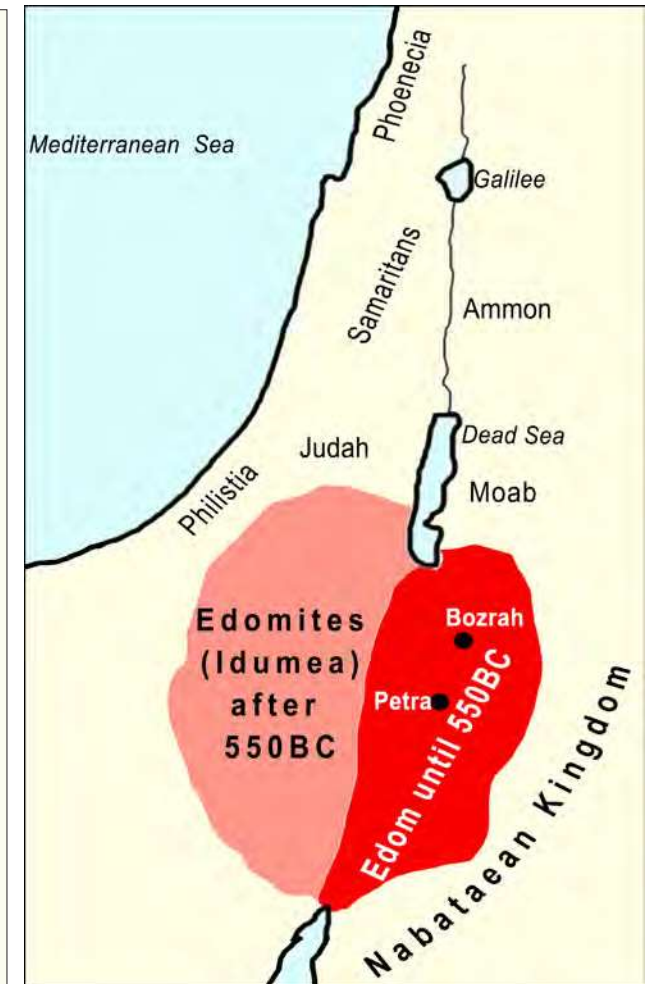 Phoenecia
Mediterranean Sea
Galilee
Samaritans
Ammon
Dead Sea
Judah
Moab
Philistia
Edomites
(Idumea)
after
550BC
Bozrah
Petra
Edom until 550BC
Nabataean Kingdom